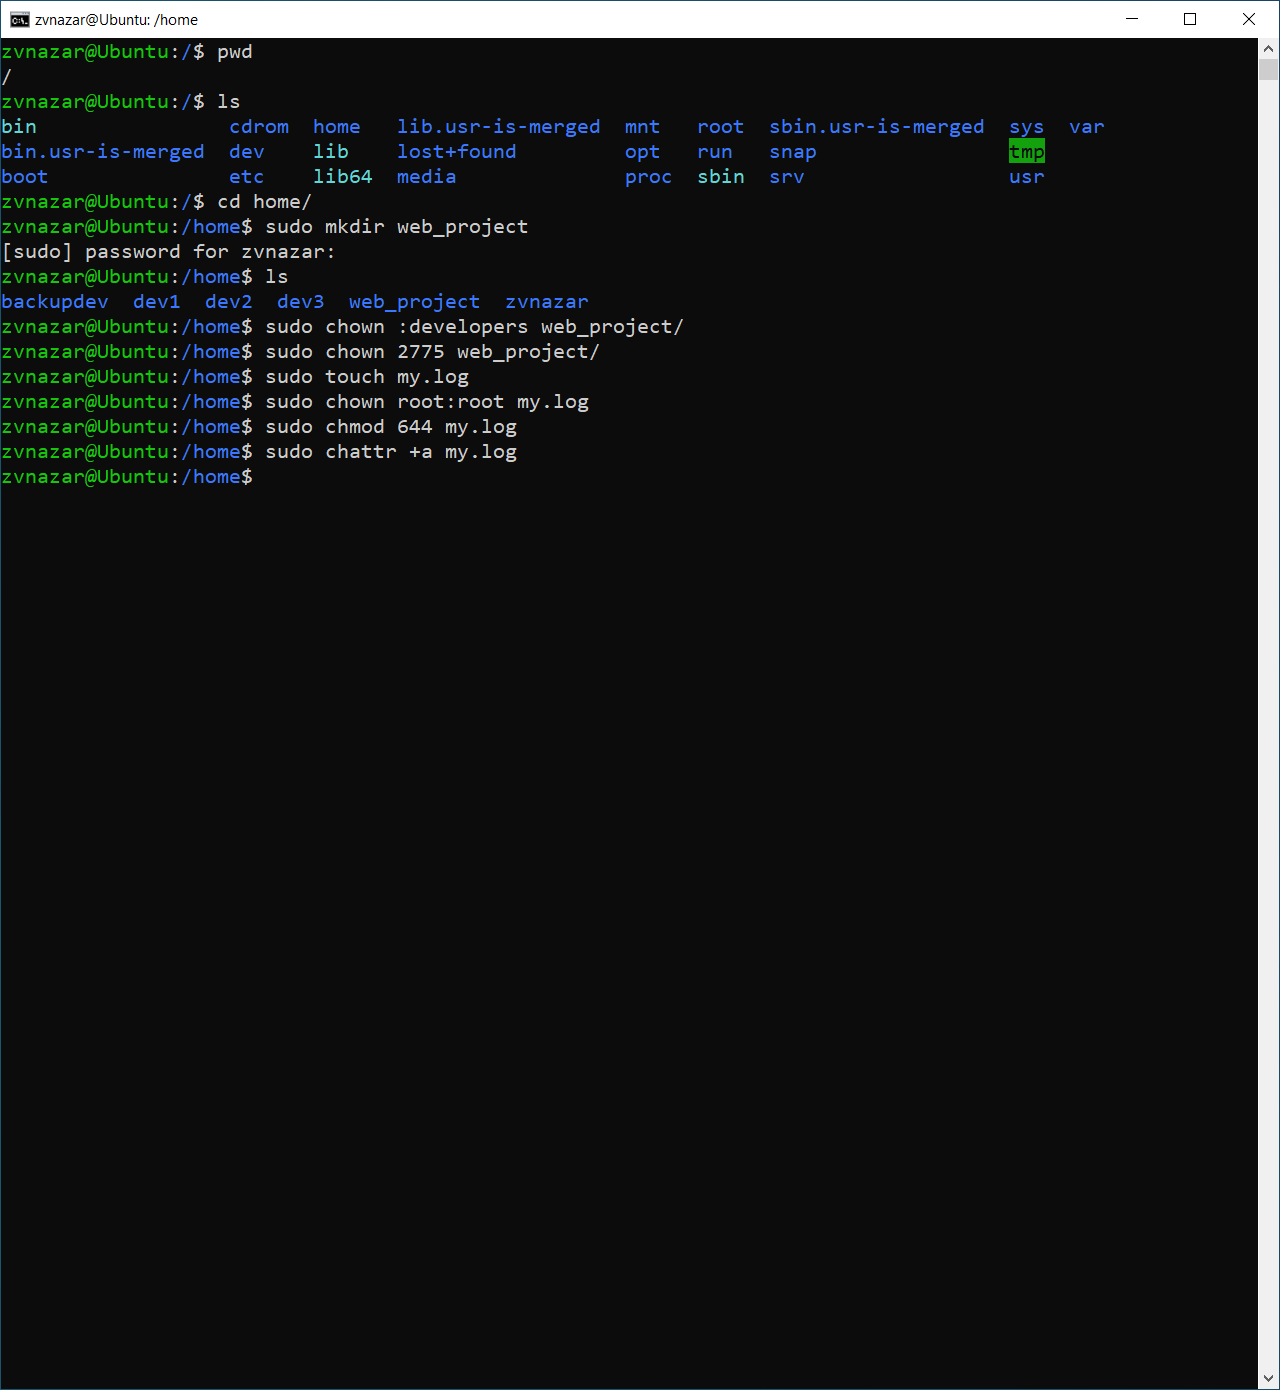 zvnazar@Ubuntu: /home
zvnazar@Ubuntu:/$ pwd
/
zvnazar@Ubuntu:/$ ls
bin                cdrom  home   lib.usr-is-merged  mnt   root  sbin.usr-is-merged  sys  var
bin.usr-is-merged  dev    lib    lost+found         opt   run   snap                tmp
boot               etc    lib64  media              proc  sbin  srv                 usr
zvnazar@Ubuntu:/$ cd home/
zvnazar@Ubuntu:/home$ sudo mkdir web_project
[sudo] password for zvnazar:
zvnazar@Ubuntu:/home$ ls
backupdev  dev1  dev2  dev3  web_project  zvnazar
zvnazar@Ubuntu:/home$ sudo chown :developers web_project/
zvnazar@Ubuntu:/home$ sudo chown 2775 web_project/
zvnazar@Ubuntu:/home$ sudo touch my.log
zvnazar@Ubuntu:/home$ sudo chown root:root my.log
zvnazar@Ubuntu:/home$ sudo chmod 644 my.log
zvnazar@Ubuntu:/home$ sudo chattr +a my.log
zvnazar@Ubuntu:/home$